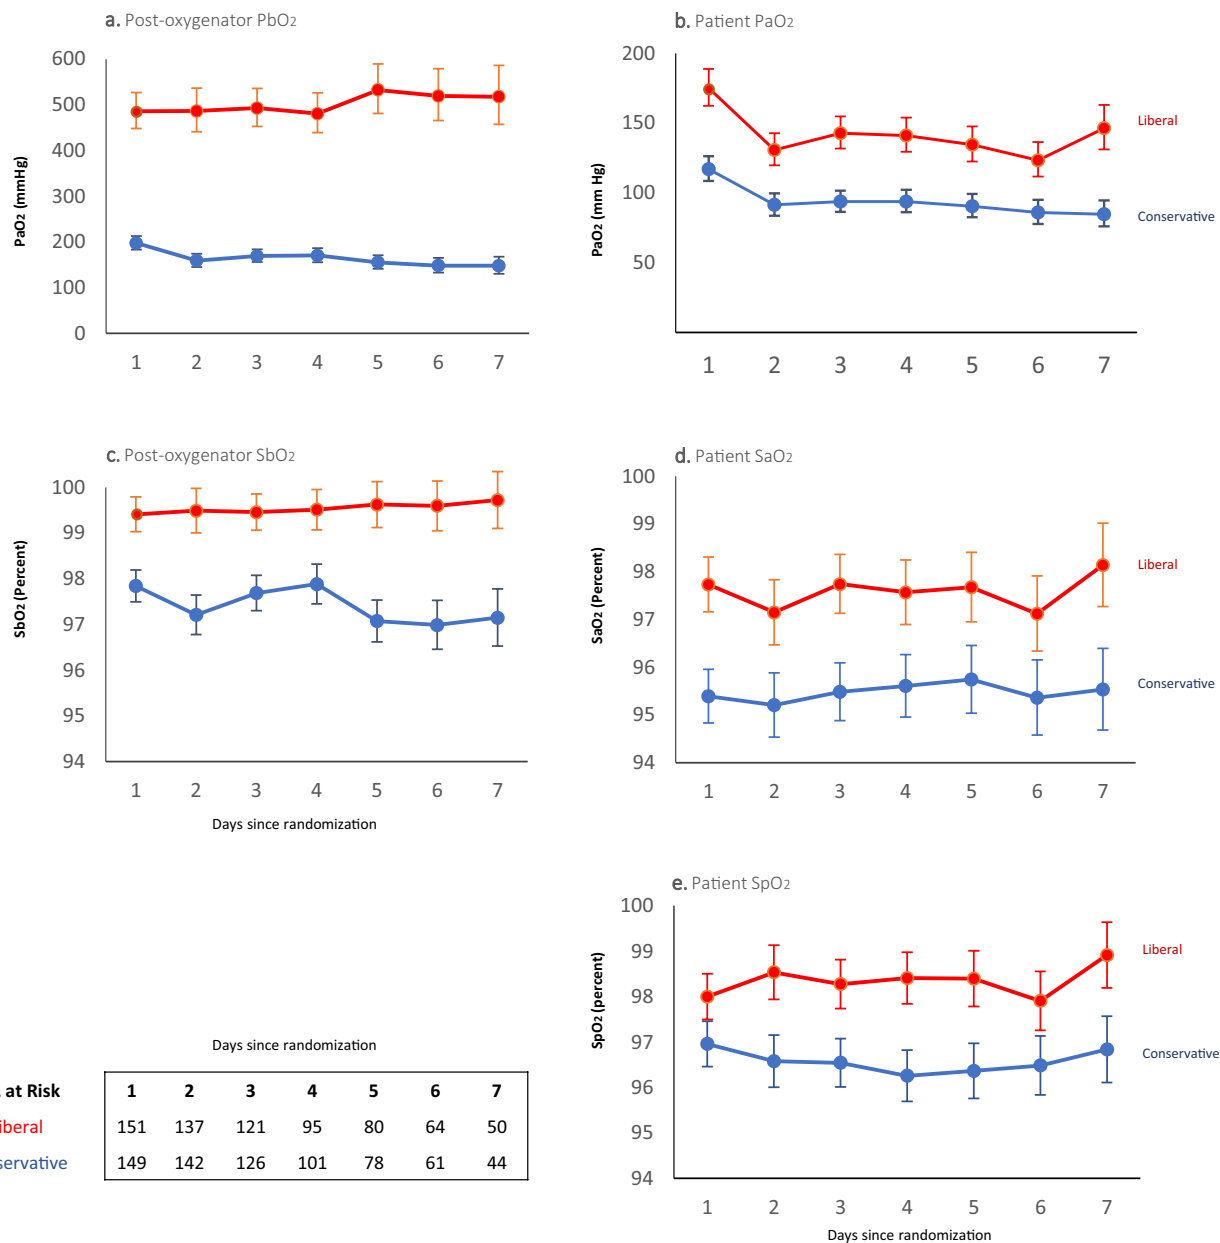 a. Post-oxygenator PbO2
PaO2 (mmHg)
600
500
400
300
200
100
0
1 2 3 4 5 6 7
b. Patient PaO2
PaO2 (mm Hg)
200
150
100
50
1 2 3 4 5 6 7
Liberal
Conservative
c. Post-oxygenator SbO2
SbO2 (Percent)
100
99
98
97
96
95
94
1 2 3 4 5 6 7
Days since randomization
d. Patient SaO2
SaO2 (Percent)
100
99
98
97
96
95
94
1 2 3 4 5 6 7
Liberal
Conservative
e. Patient SpO2
SpO2 (percent)
100
99
98
97
96
95
94
1 2 3 4 5 6 7
Days since randomization
Liberal
Conservative
Days since randomization
. at Risk 1 2 3 4 5 6 7
iberal 151 137 121 95 80 64 50
servative 149 142 126 101 78 61 44